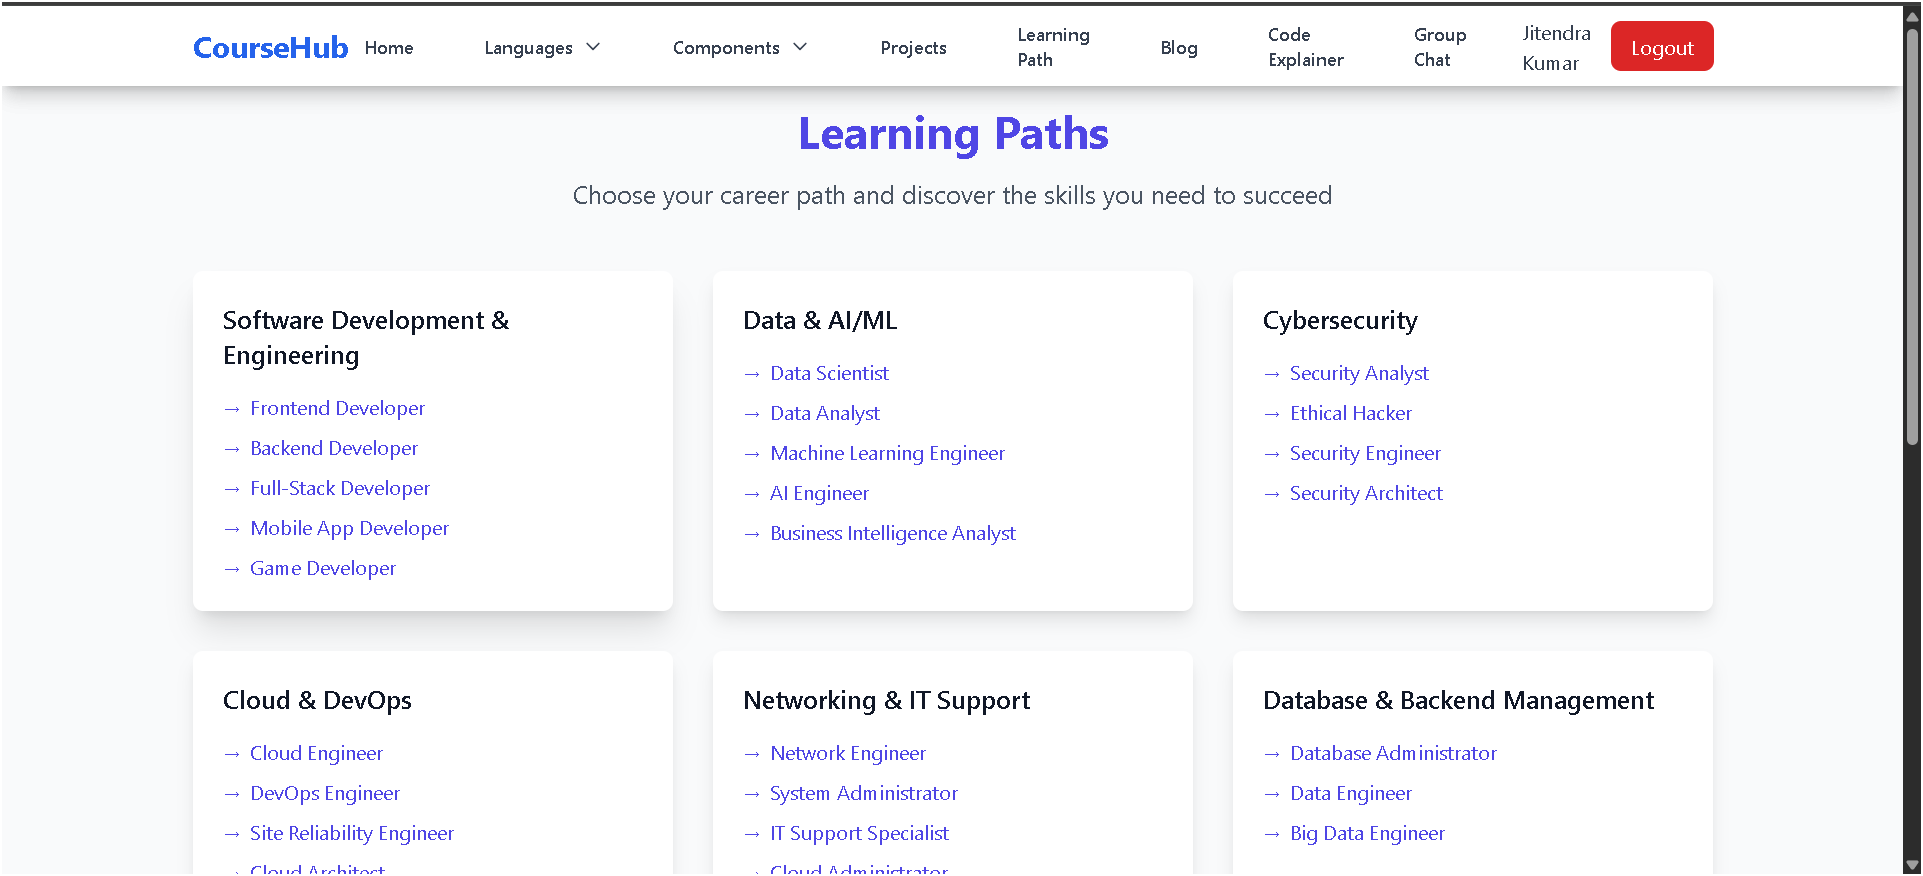 CourseHub
Home
Languages
Components
Projects
Learning
Path
Blog
Code
Explainer
Group
Chat
Jitendra
Kumar
Logout
Learning Paths
Choose your career path and discover the skills you need to succeed
Software Development &
Engineering
→ Frontend Developer
→ Backend Developer
→ Full-Stack Developer
→ Mobile App Developer
→ Game Developer
Data & AI/ML
→ Data Scientist
→ Data Analyst
→ Machine Learning Engineer
→ AI Engineer
→ Business Intelligence Analyst
Cybersecurity
→ Security Analyst
→ Ethical Hacker
→ Security Engineer
→ Security Architect
Cloud & DevOps
→ Cloud Engineer
→ DevOps Engineer
→ Site Reliability Engineer
→ Cloud Architect
Networking & IT Support
→ Network Engineer
→ System Administrator
→ IT Support Specialist
→ Cloud Administrator
Database & Backend Management
→ Database Administrator
→ Data Engineer
→ Big Data Engineer